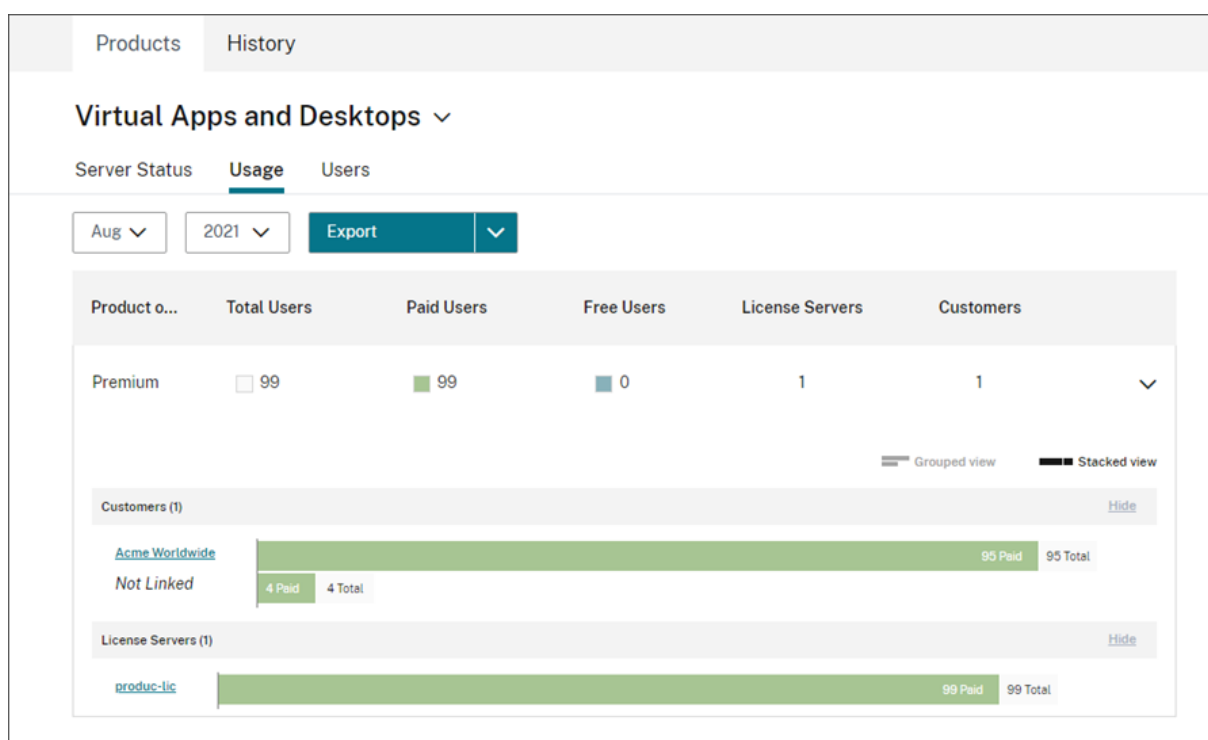 Products History
Virtual Apps and Desktops
Server Status Usage Users
Aug 2021 Export
Product o... Total Users Paid Users Free Users License Servers Customers
Premium 99 99 0 1 1
Grouped view Stacked view
Customers (1) Hide
Acme Worldwide 95 Paid 95 Total
Not Linked 4 Paid 4 Total
License Servers (1) Hide
produc-lic 99 Paid 99 Total